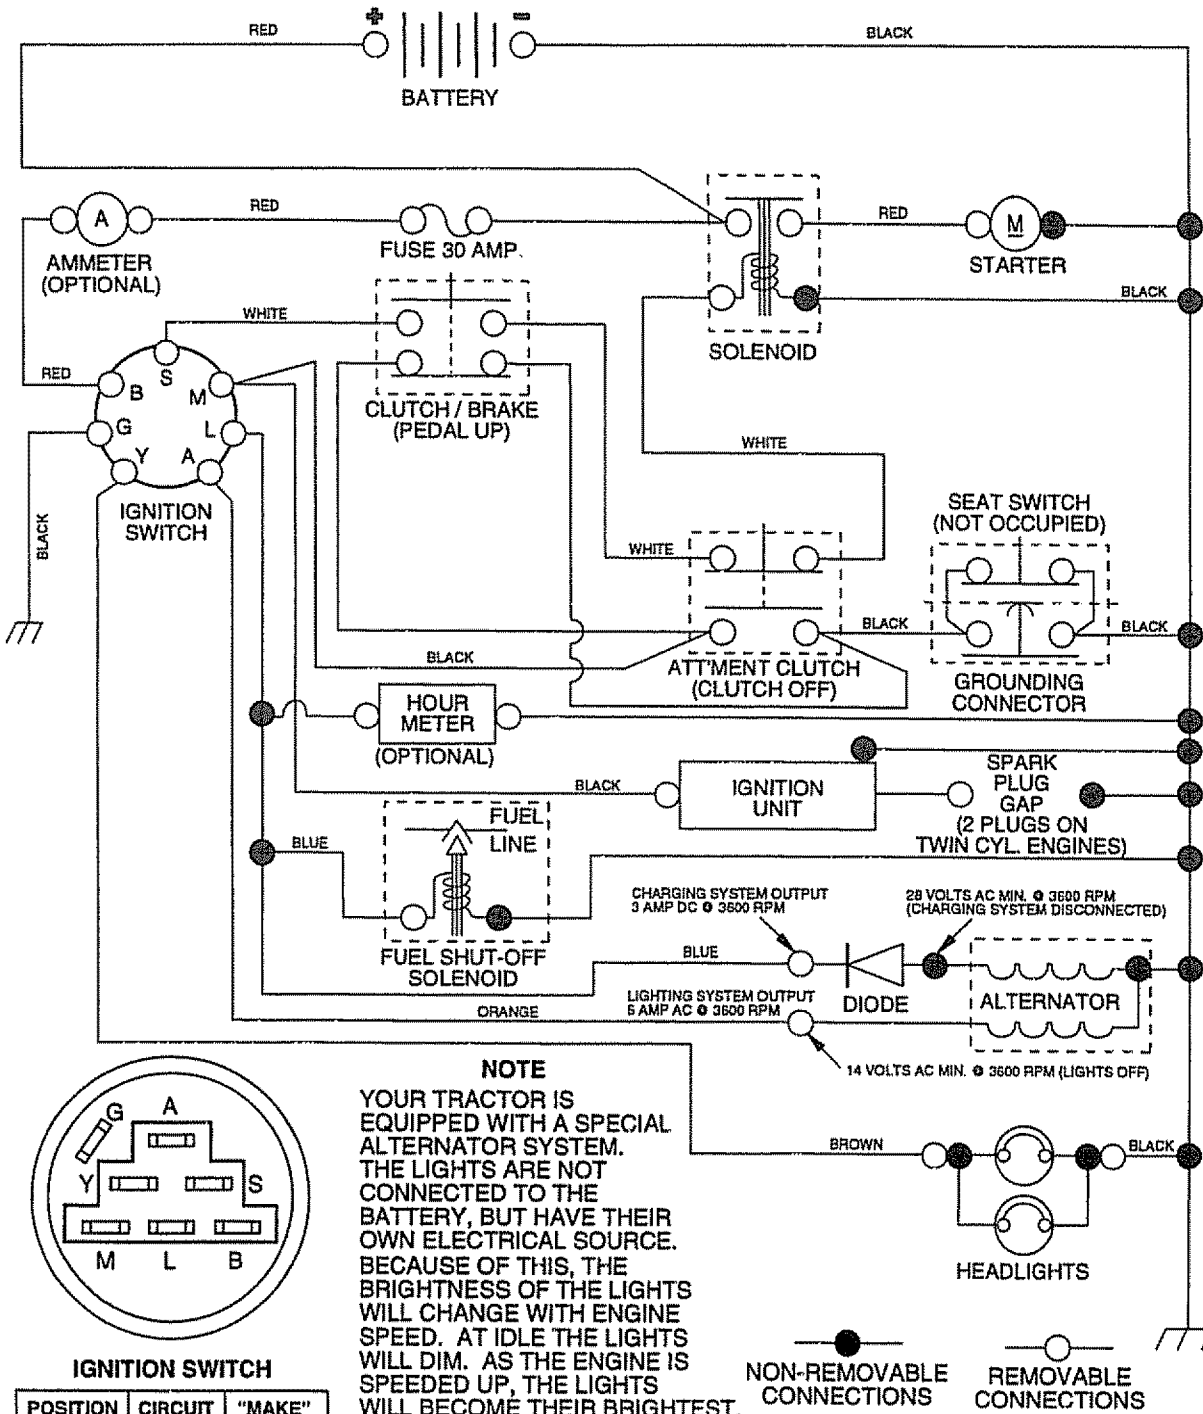 RED
+
-
BLACK
BATTERY
A
RED
RED
M
AMMETER
(OPTIONAL)
FUSE 30 AMP.
STARTER
WHITE
BLACK
SOLENOID
RED
S
B
M
G
L
Y
A
IGNITION
SWITCH
CLUTCH / BRAKE
(PEDAL UP)
WHITE
BLACK
SEAT SWITCH
(NOT OCCUPIED)
WHITE
BLACK
BLACK
BLACK
ATT'MENT CLUTCH
(CLUTCH OFF)
GROUNDING
CONNECTOR
HOUR
METER
(OPTIONAL)
BLACK
IGNITION
UNIT
SPARK
PLUG
GAP
(2 PLUGS ON
TWIN CYL. ENGINES)
FUEL
LINE
BLUE
FUEL SHUT-OFF
SOLENOID
CHARGING SYSTEM OUTPUT
3 AMP DC @ 3600 RPM
28 VOLTS AC MIN. @ 3600 RPM
(CHARGING SYSTEM DISCONNECTED)
BLUE
DIODE
ALTERNATOR
LIGHTING SYSTEM OUTPUT
5 AMP AC @ 3600 RPM
ORANGE
14 VOLTS AC MIN. @ 3600 RPM (LIGHTS OFF)
BROWN
BLACK
HEADLIGHTS
G
A
Y
S
M
L
B
IGNITION SWITCH
POSITION CIRCUIT "MAKE"
NOTE
YOUR TRACTOR IS
EQUIPPED WITH A SPECIAL
ALTERNATOR SYSTEM.
THE LIGHTS ARE NOT
CONNECTED TO THE
BATTERY, BUT HAVE THEIR
OWN ELECTRICAL SOURCE.
BECAUSE OF THIS, THE
BRIGHTNESS OF THE LIGHTS
WILL CHANGE WITH ENGINE
SPEED. AT IDLE THE LIGHTS
WILL DIM. AS THE ENGINE IS
SPEEDED UP, THE LIGHTS
WILL BECOME THEIR BRIGHTEST.
NON-REMOVABLE
CONNECTIONS
REMOVABLE
CONNECTIONS